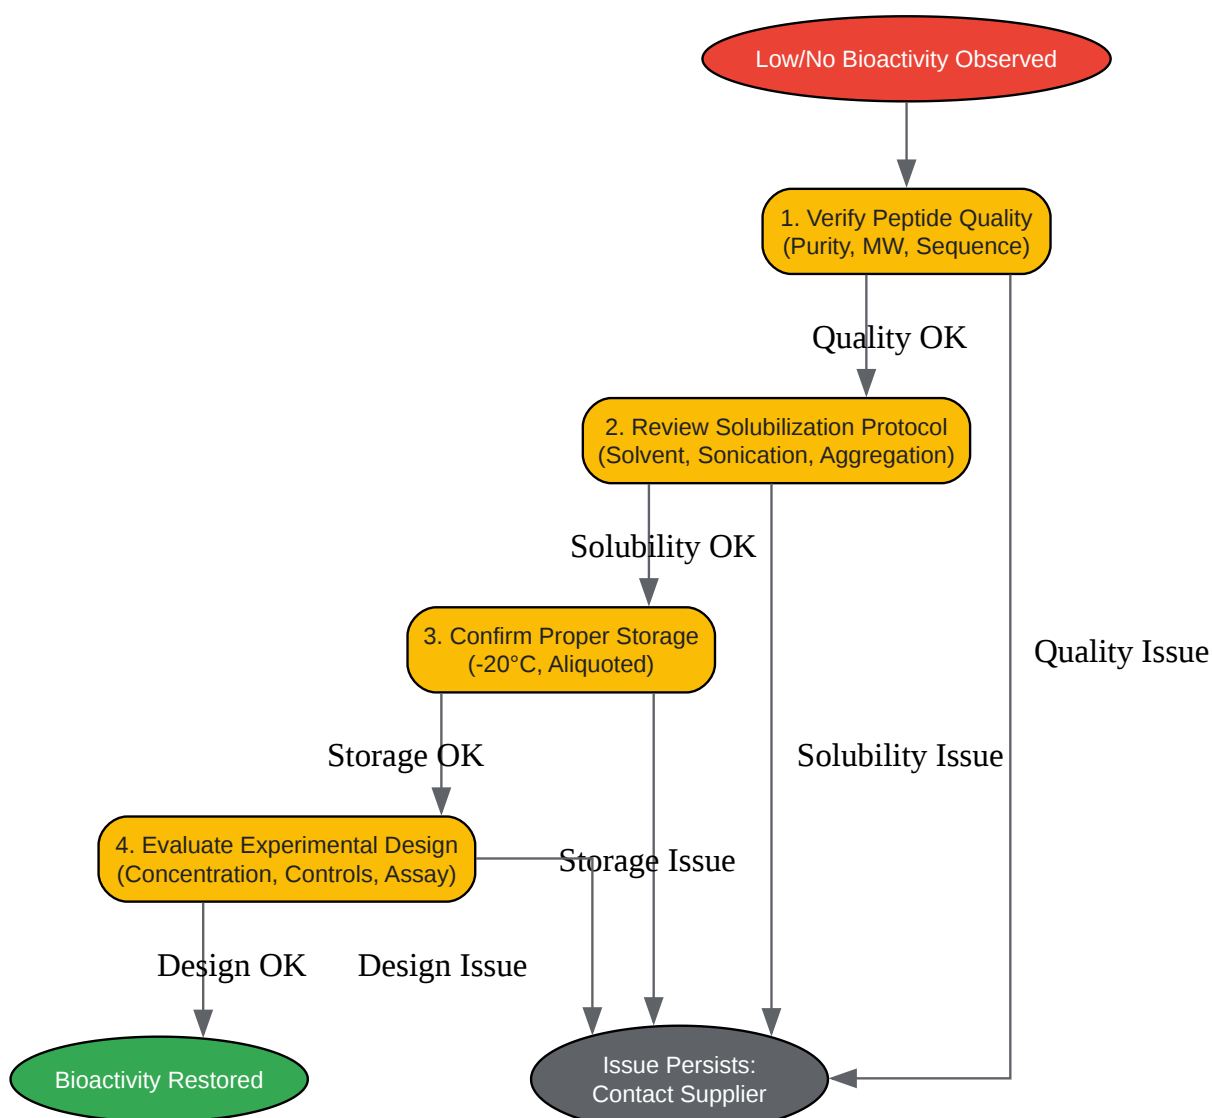 Low/No Bioactivity Observed
1. Verify Peptide Quality
(Purity, MW, Sequence)
Quality OK
2. Review Solubilization Protocol
(Solvent, Sonication, Aggregation)
Solubility OK
3. Confirm Proper Storage
(-20°C, Aliquoted)
Quality Issue
Storage OK
Solubility Issue
4. Evaluate Experimental Design
(Concentration, Controls, Assay)
Storage Issue
Design OK
Design Issue
Bioactivity Restored
Issue Persists:
Contact Supplier